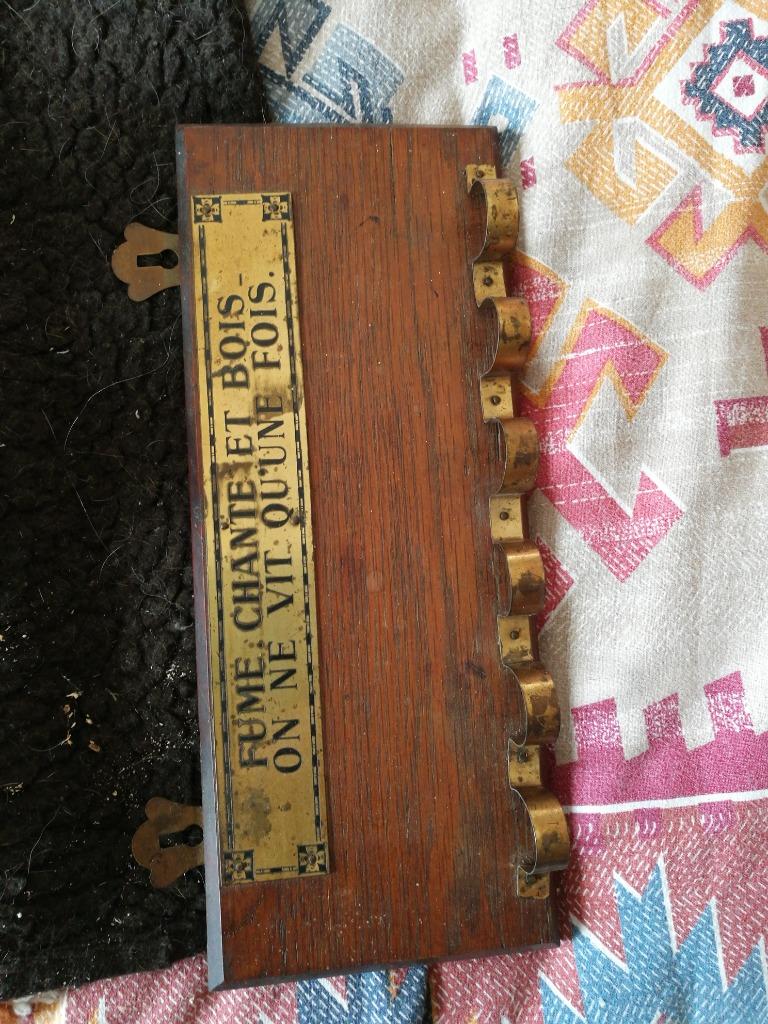 FUME CHANTE ET BOIS-
ON NE VIT QU'UNE FOIS.